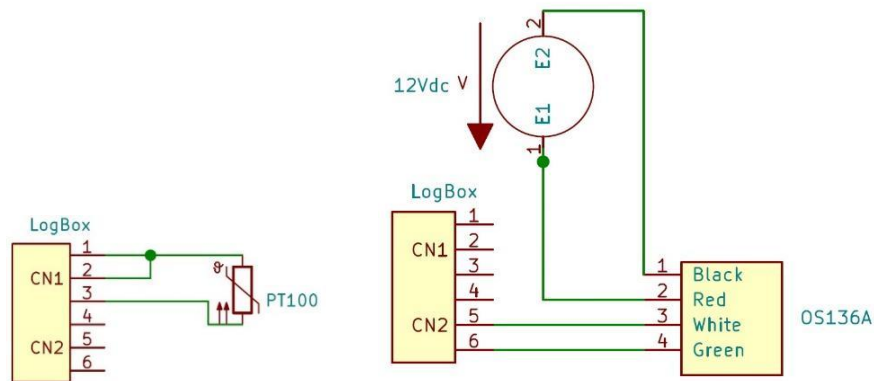 LogBox
CN1
CN2
1
2
3
4
5
6
ϑ
PT100
12Vdc
V
2
E2
E1
1
LogBox
CN1
CN2
1
2
3
4
5
6
1
2
3
4
Black
Red
White
Green
OS136A